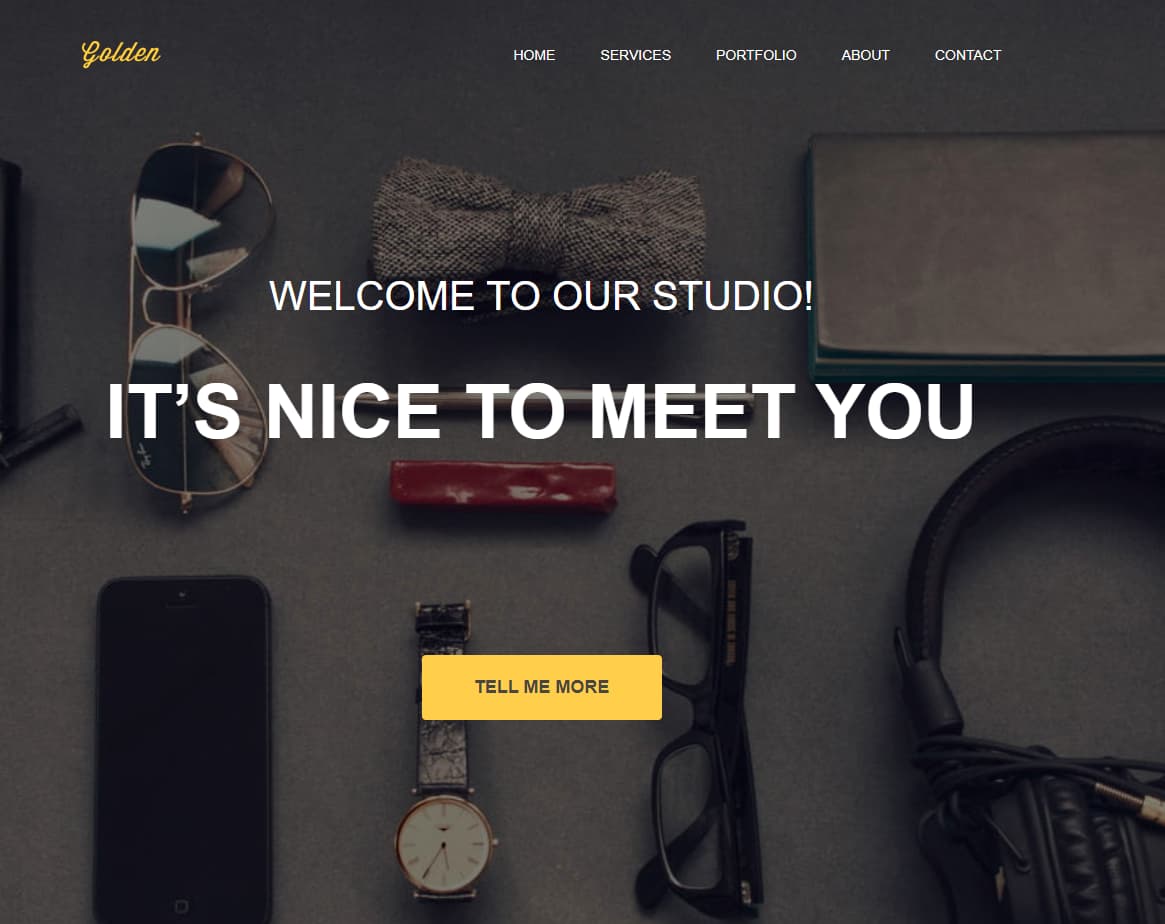 Golden
HOME SERVICES PORTFOLIO ABOUT CONTACT
WELCOME TO OUR STUDIO!
IT’S NICE TO MEET YOU
TELL ME MORE